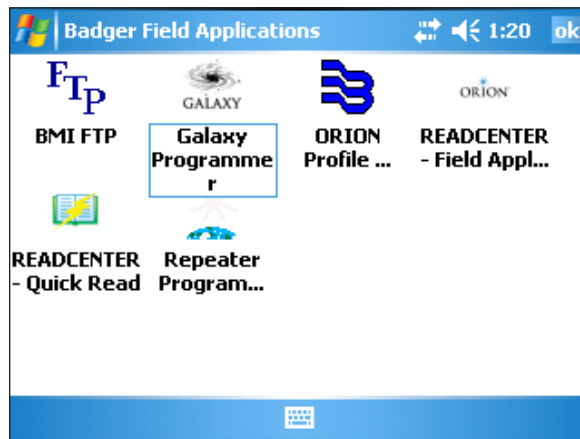 Badger Field Applications
1:20 ok
FTP
GALAXY
ORION
BMI FTP
Galaxy
Programme
r
ORION
Profile ...
READCENTER
- Field Appl...
READCENTER
- Quick Read
Repeater
Program...